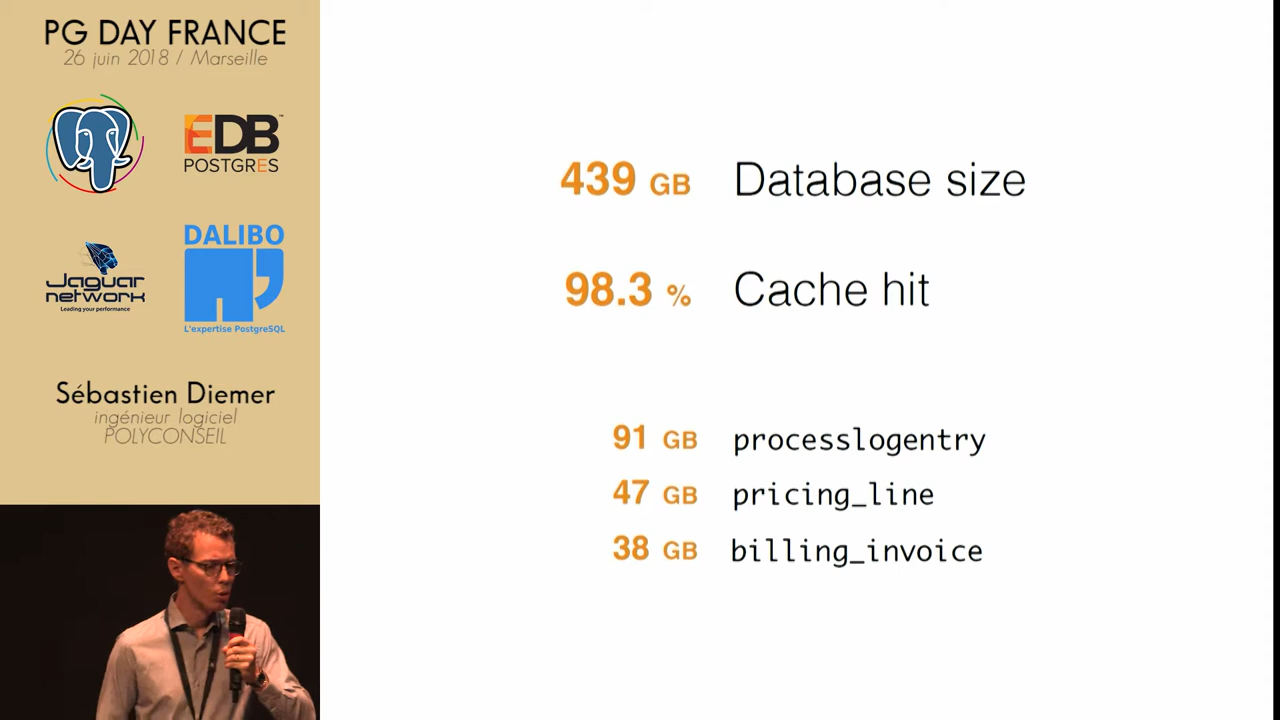 PG DAY FRANCE
26 juin 2018 / Marseille
EDB™
POSTGRES
Jaguar
network
Leading your performance
DALIBO
L'expertise PostgreSQL
Sébastien Diemer
ingénieur logiciel
POLYCONSEIL
439 GB Database size
98.3 % Cache hit
91 GB processlogentry
47 GB pricing_line
38 GB billing_invoice